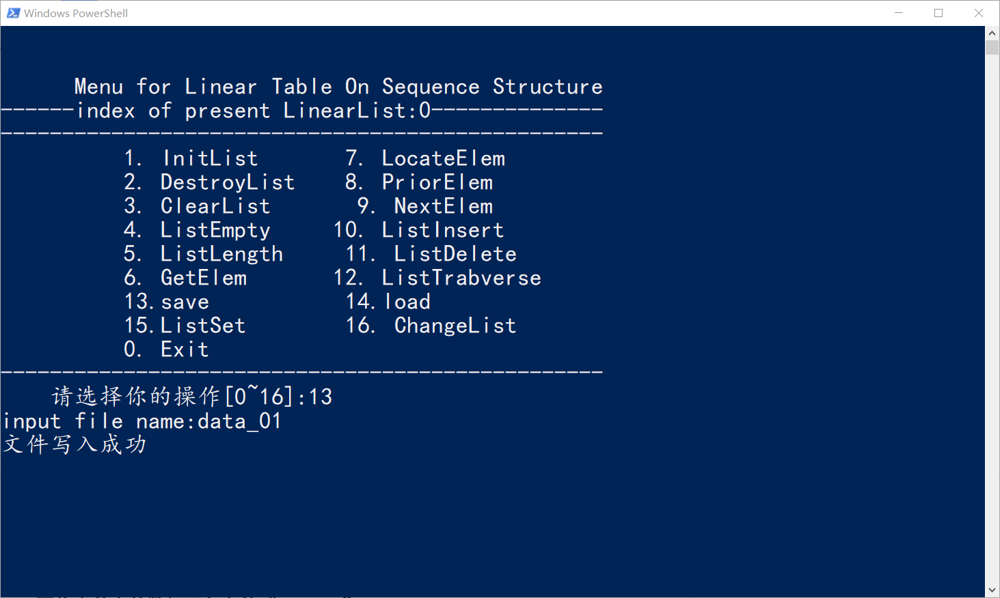 Windows PowerShell
Menu for Linear Table On Sequence Structure
------index of present LinearList:0--------------
-------------------------------------------------
1. InitList 7. LocateElem
2. DestroyList 8. PriorElem
3. ClearList 9. NextElem
4. ListEmpty 10. ListInsert
5. ListLength 11. ListDelete
6. GetElem 12. ListTrabverse
13.save 14.load
15.ListSet 16. ChangeList
0. Exit
-------------------------------------------------
请选择你的操作[0~16]:13
input file name:data_01
文件写入成功